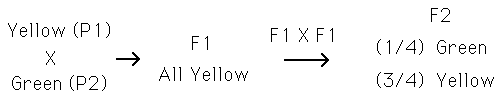 Yellow (P1)
X
Green (P2)
F1
All Yellow
F1 X F1
F2
(1/4) Green
(3/4) Yellow